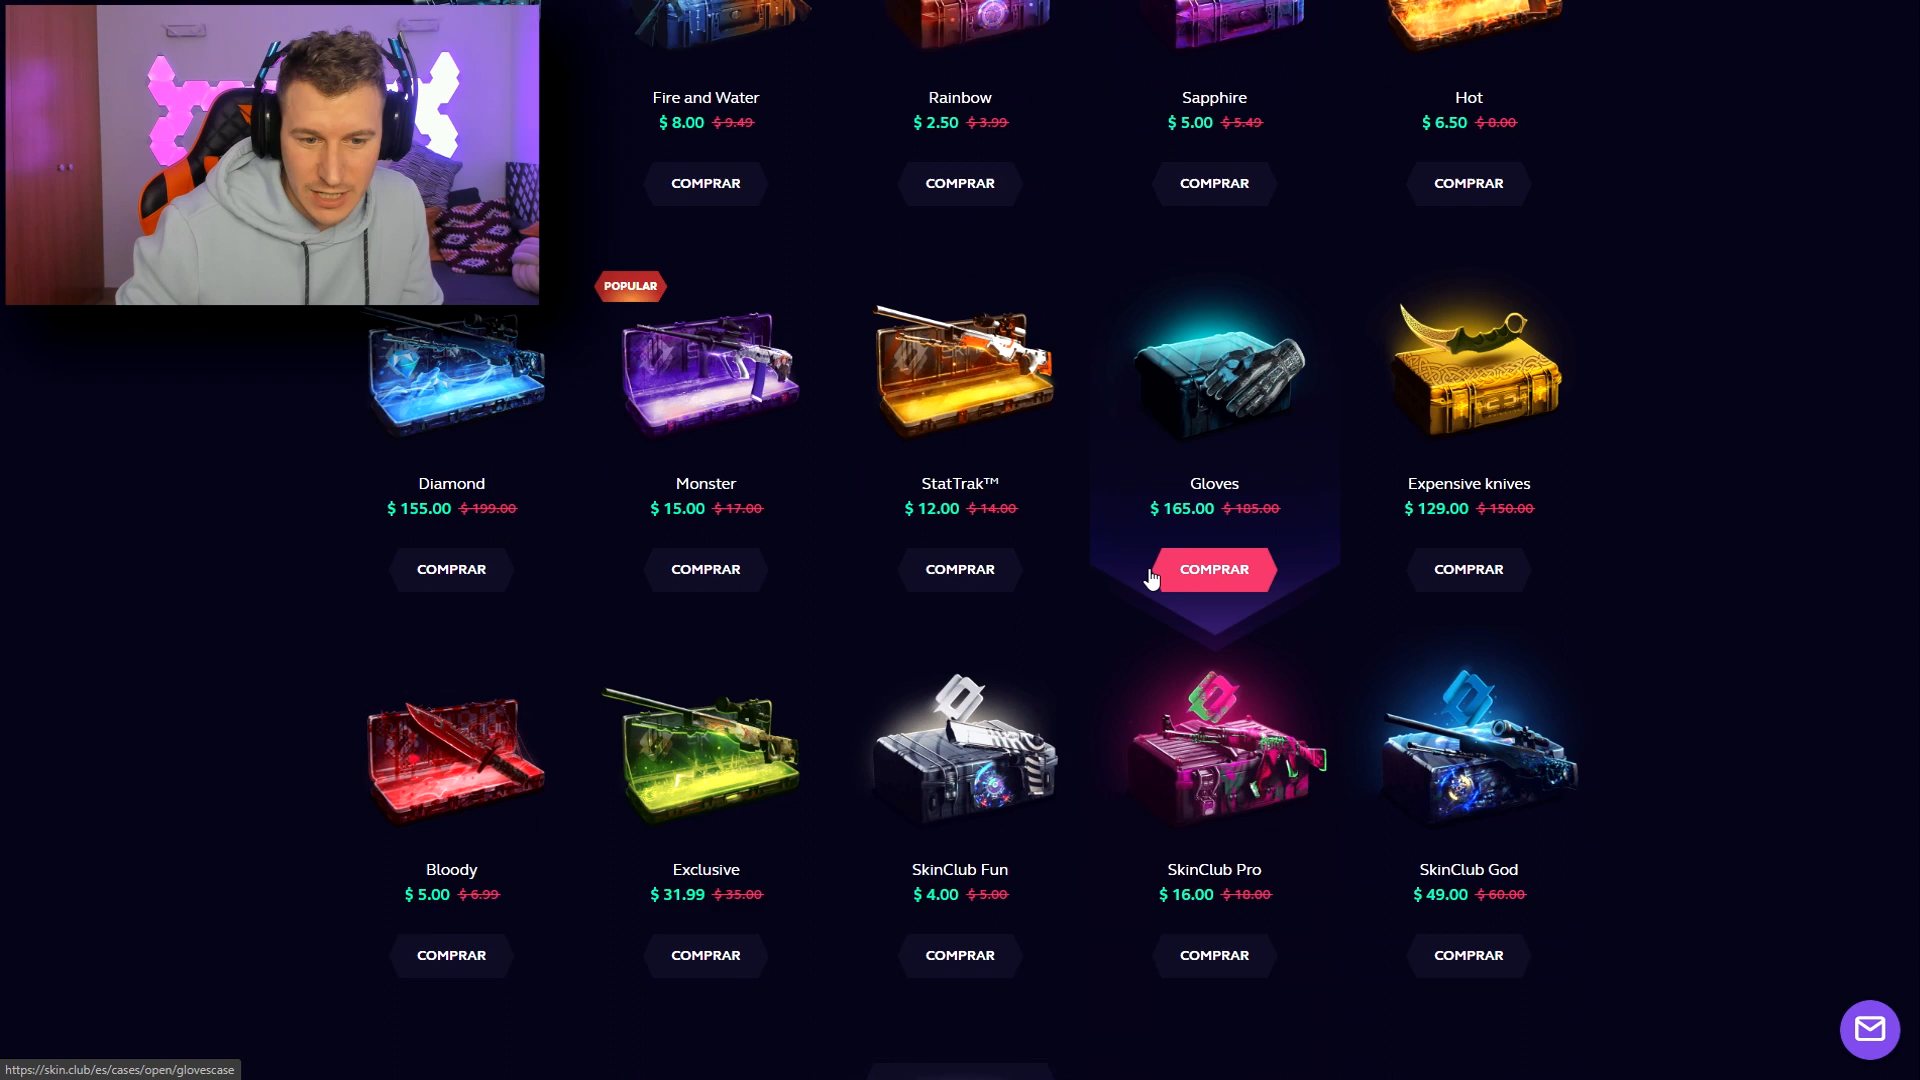 Fire and Water
$ 8.00 $ 9.49
COMPRAR
Rainbow
$ 2.50 $ 3.99
COMPRAR
Sapphire
$ 5.00 $ 5.49
COMPRAR
Hot
$ 6.50 $ 8.00
COMPRAR
Diamond
$ 155.00 $ 199.00
COMPRAR
POPULAR
Monster
$ 15.00 $ 17.00
COMPRAR
StatTrak™
$ 12.00 $ 14.00
COMPRAR
Gloves
$ 165.00 $ 185.00
COMPRAR
Expensive knives
$ 129.00 $ 150.00
COMPRAR
Bloody
$ 5.00 $ 6.99
COMPRAR
Exclusive
$ 31.99 $ 35.00
COMPRAR
SkinClub Fun
$ 4.00 $ 5.00
COMPRAR
SkinClub Pro
$ 16.00 $ 18.00
COMPRAR
SkinClub God
$ 49.00 $ 60.00
COMPRAR
https://skin.club/es/cases/open/glovescase